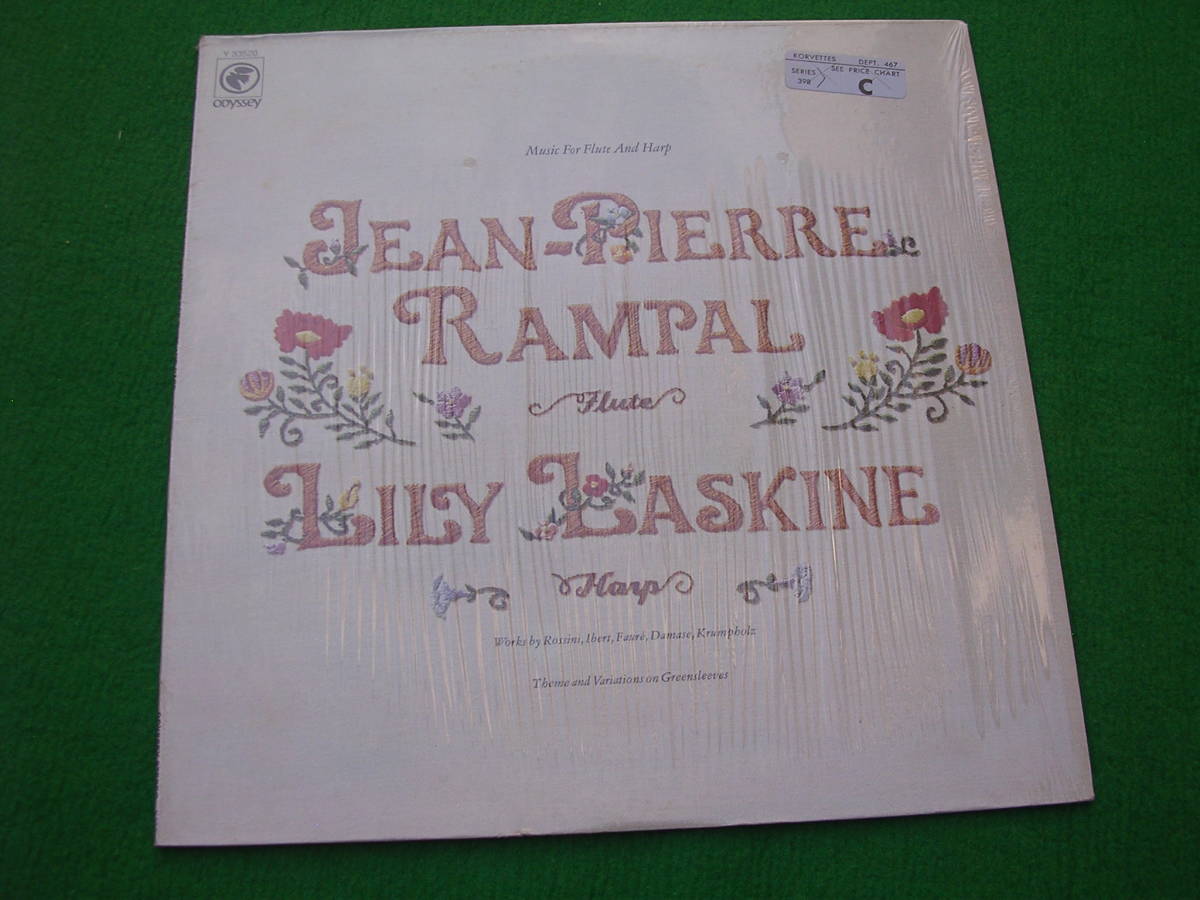 Y 33520
ODYSSEY
KORVETTES DEPT. 467
SERIES SEE PRICE CHART
398 C
Music For Flute And Harp
JEAN-PIERRE
RAMPAL
Flute
LILY LASKINE
Harp
Works by Rossini, Ibert, Fauré, Damase, Krumpholz
Theme and Variations on Greensleeves